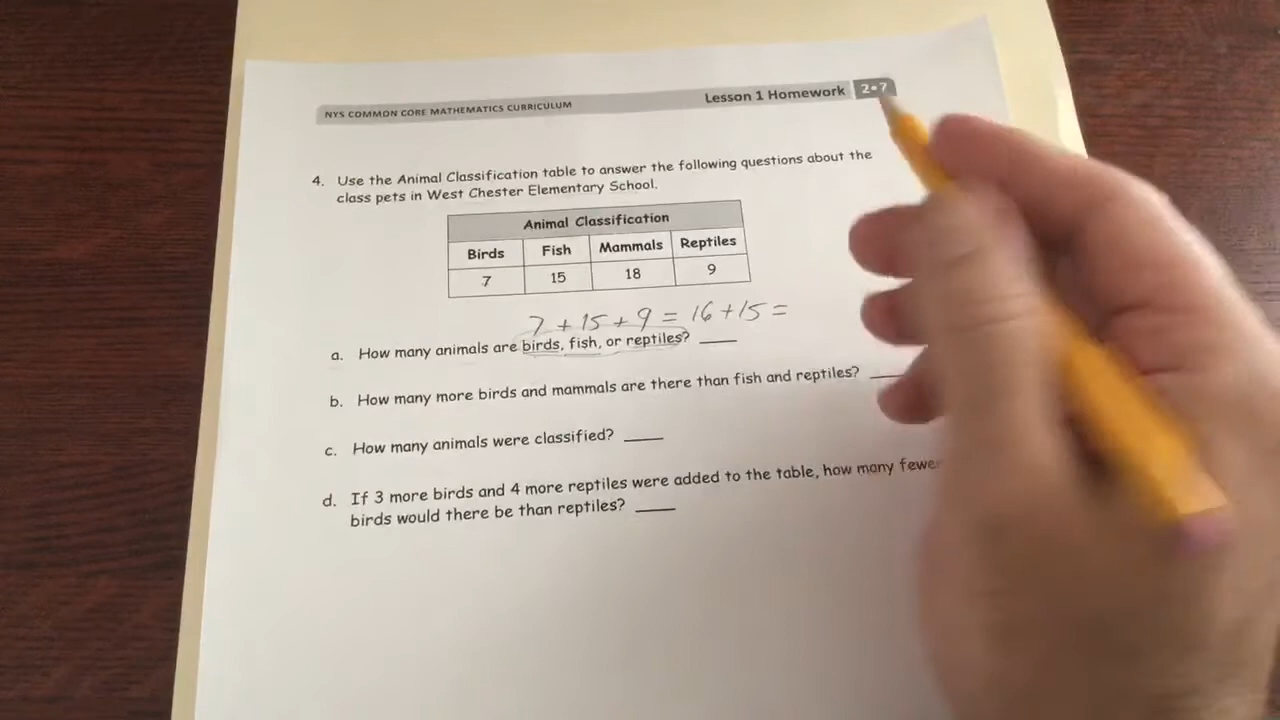 NYS COMMON CORE MATHEMATICS CURRICULUM
Lesson 1 Homework
2•7
4. Use the Animal Classification table to answer the following questions about the
class pets in West Chester Elementary School.
Animal Classification
Birds Fish Mammals Reptiles
7 15 18 9
7 + 15 + 9 = 16 + 15 =
a. How many animals are birds, fish, or reptiles? ____
b. How many more birds and mammals are there than fish and reptiles? ____
c. How many animals were classified? ____
d. If 3 more birds and 4 more reptiles were added to the table, how many fewer
birds would there be than reptiles? ____